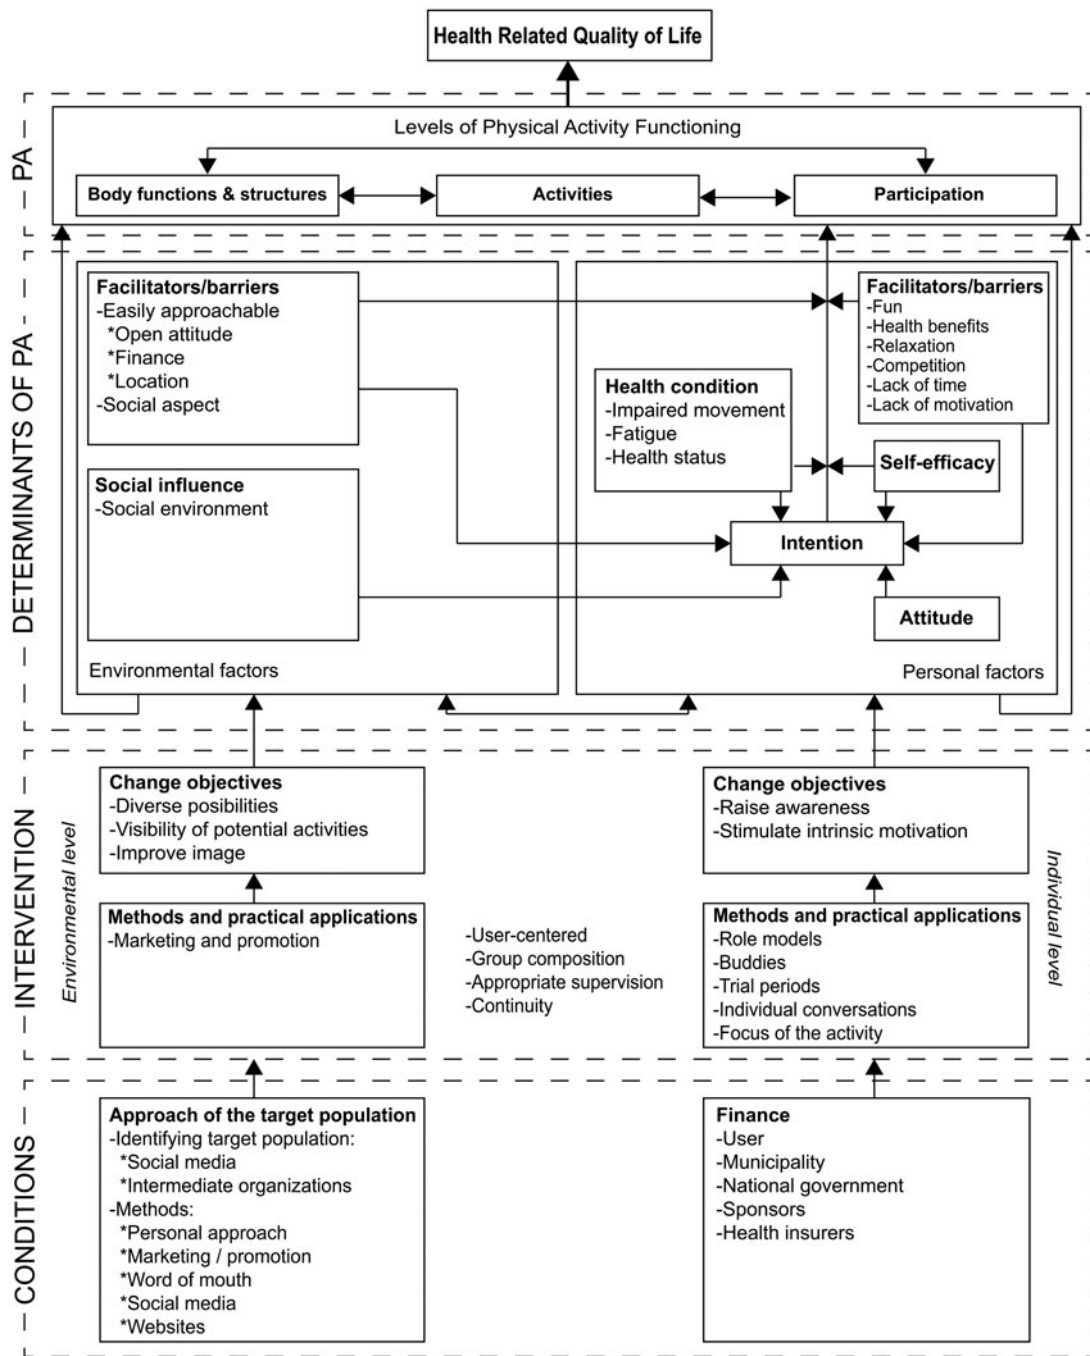 Health Related Quality of Life
PA
Levels of Physical Activity Functioning
Body functions & structures
Activities
Participation
DETERMINANTS OF PA
Facilitators/barriers
-Easily approachable
*Open attitude
*Finance
*Location
-Social aspect
Social influence
-Social environment
Environmental factors
Facilitators/barriers
-Fun
-Health benefits
-Relaxation
-Competition
-Lack of time
-Lack of motivation
Health condition
-Impaired movement
-Fatigue
-Health status
Self-efficacy
Intention
Attitude
Personal factors
INTERVENTION
Environmental level
Change objectives
-Diverse posibilities
-Visibility of potential activities
-Improve image
Methods and practical applications
-Marketing and promotion
-User-centered
-Group composition
-Appropriate supervision
-Continuity
Change objectives
-Raise awareness
-Stimulate intrinsic motivation
Methods and practical applications
-Role models
-Buddies
-Trial periods
-Individual conversations
-Focus of the activity
Individual level
CONDITIONS
Approach of the target population
-Identifying target population:
*Social media
*Intermediate organizations
-Methods:
*Personal approach
*Marketing / promotion
*Word of mouth
*Social media
*Websites
Finance
-User
-Municipality
-National government
-Sponsors
-Health insurers